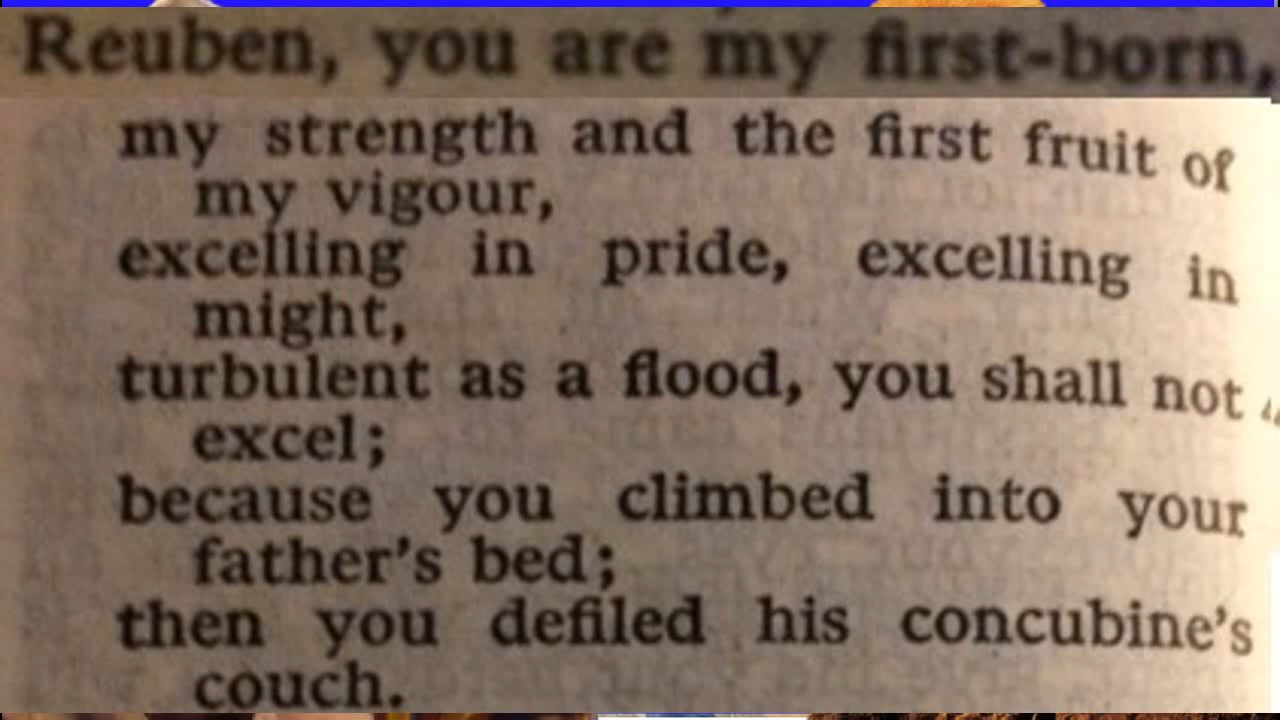 Reuben, you are my first-born,
my strength and the first fruit of
my vigour,
excelling in pride, excelling in
might,
turbulent as a flood, you shall not
excel;
because you climbed into your
father's bed;
then you defiled his concubine's
couch.